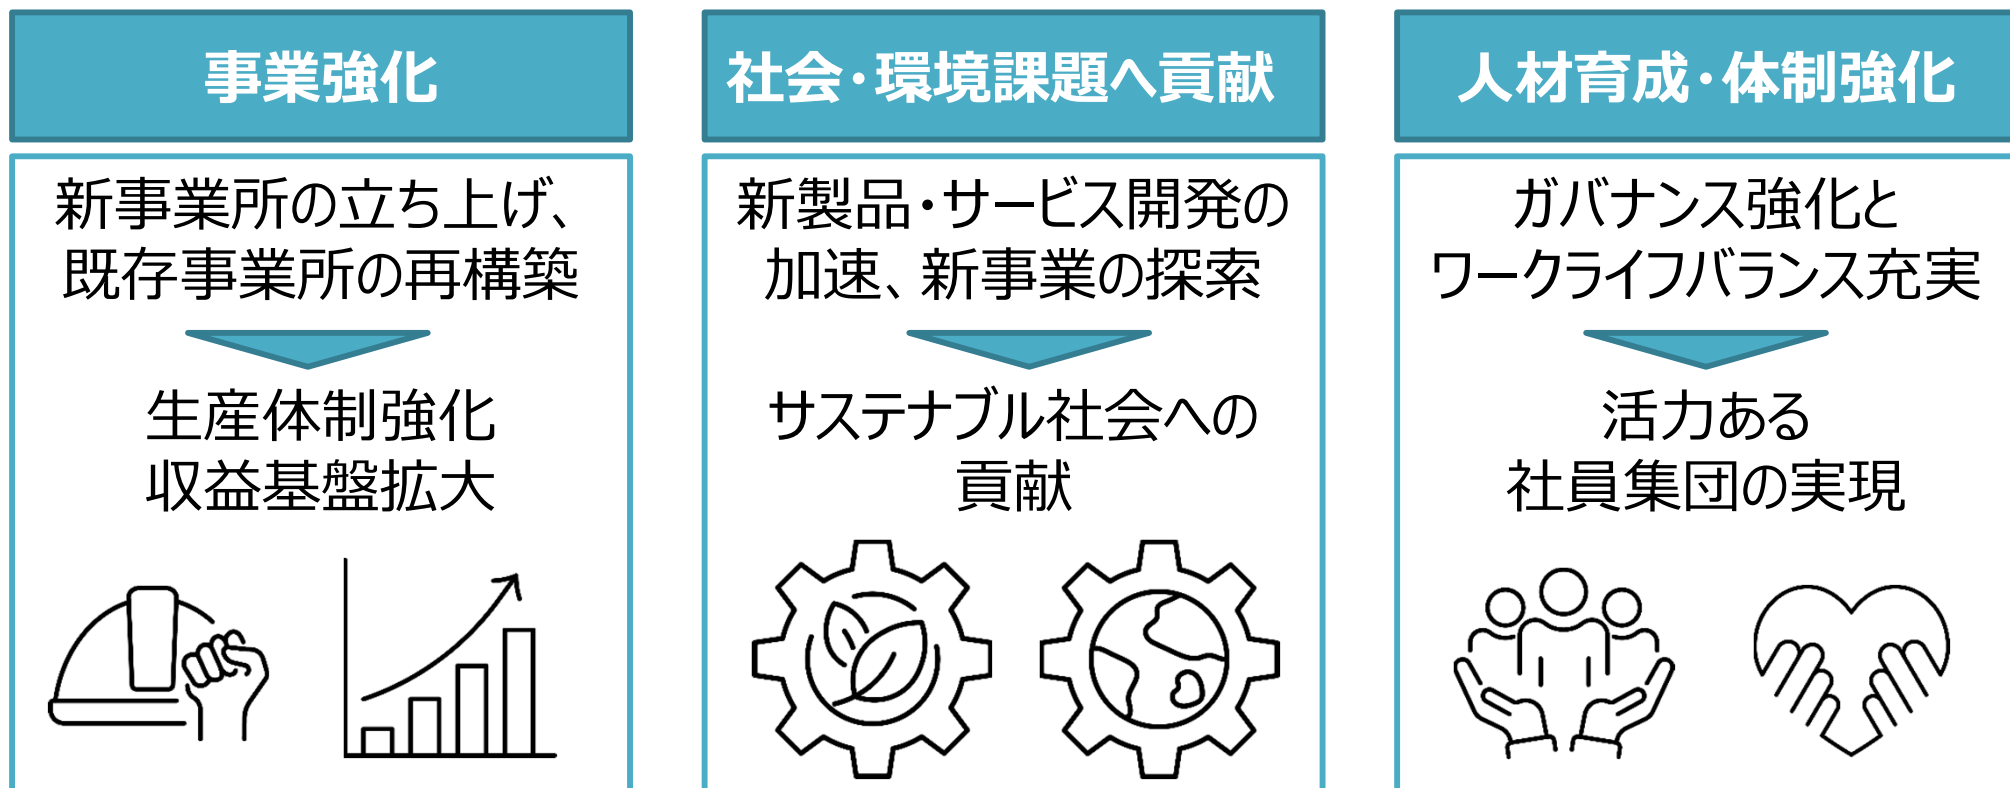 事業強化
新事業所の立ち上げ、
既存事業所の再構築
生産体制強化
収益基盤拡大
社会・環境課題へ貢献
新製品・サービス開発の
加速、新事業の探索
サステナブル社会への
貢献
人材育成・体制強化
ガバナンス強化と
ワークライフバランス充実
活力ある
社員集団の実現